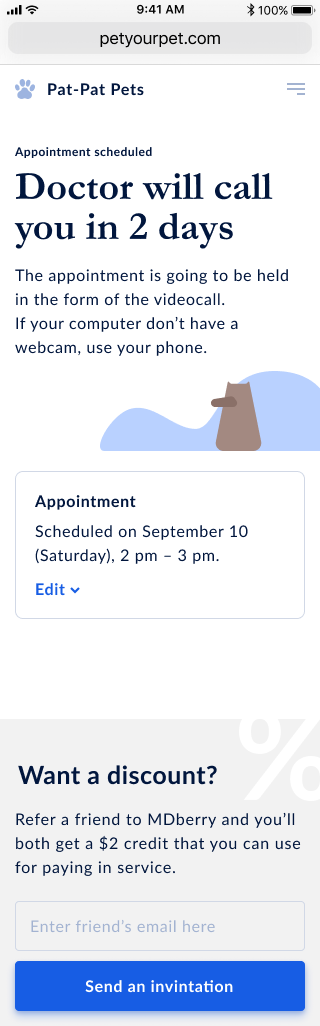 9:41 AM
100%
petyourpet.com
Pat-Pat Pets
Appointment scheduled
Doctor will call
you in 2 days
The appointment is going to be held
in the form of the videocall.
If your computer don’t have a
webcam, use your phone.
Appointment
Scheduled on September 10
(Saturday), 2 pm – 3 pm.
Edit
%
Want a discount?
Refer a friend to MDberry and you’ll
both get a $2 credit that you can use
for paying in service.
Enter friend’s email here
Send an invintation